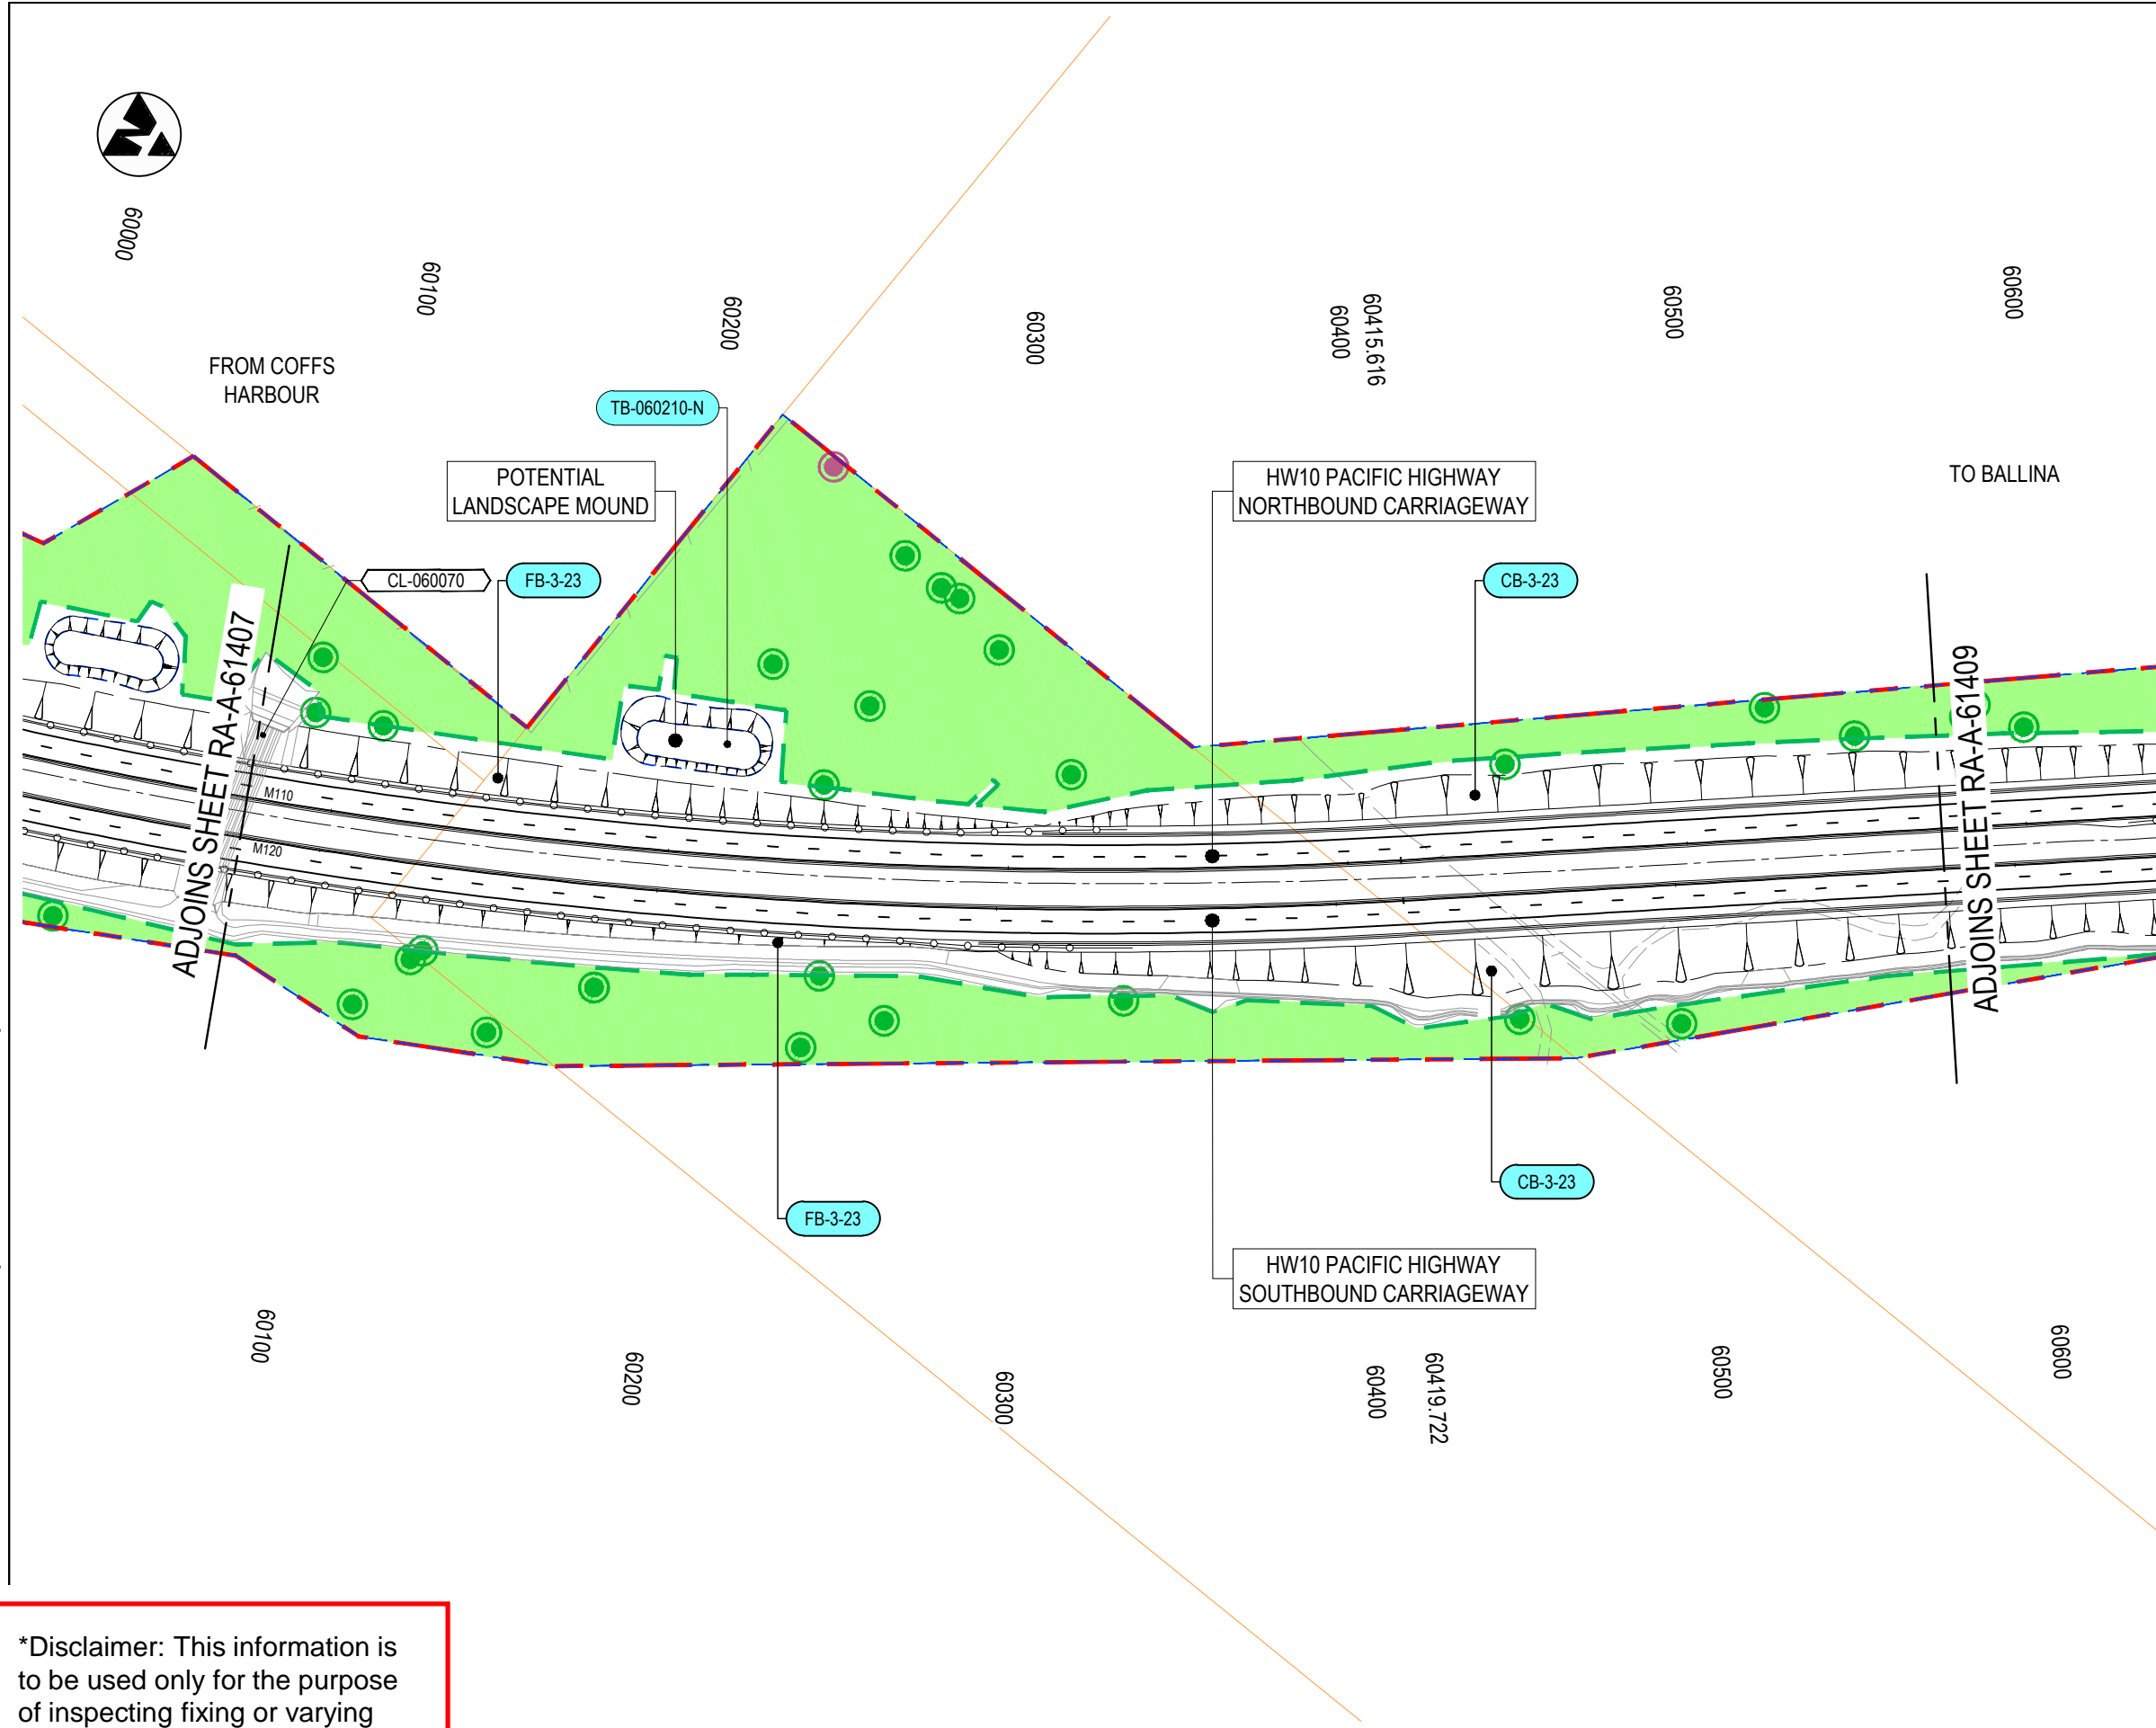 60000
60100
60200
60300
60400
60415.616
60500
60600
FROM COFFS
HARBOUR
TO BALLINA
TB-060210-N
POTENTIAL
LANDSCAPE MOUND
HW10 PACIFIC HIGHWAY
NORTHBOUND CARRIAGEWAY
CL-060070
FB-3-23
CB-3-23
ADJOINS SHEET RA-A-61407
M110
M120
ADJOINS SHEET RA-A-61409
FB-3-23
CB-3-23
HW10 PACIFIC HIGHWAY
SOUTHBOUND CARRIAGEWAY
60100
60200
60300
60400
60419.722
60500
60600
*Disclaimer: This information is
to be used only for the purpose
of inspecting fixing or varying